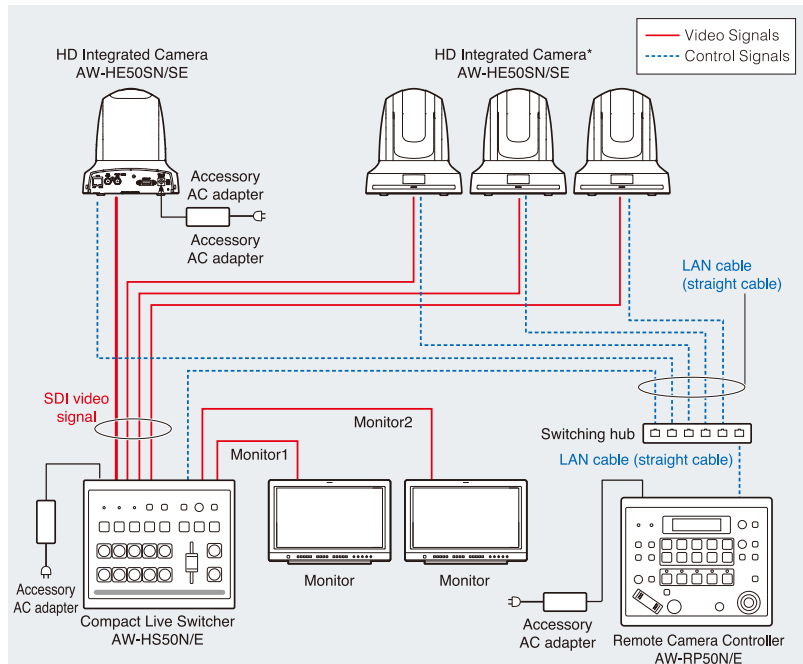 Video Signals
Control Signals
HD Integrated Camera
AW-HE50SN/SE
HD Integrated Camera*
AW-HE50SN/SE
Accessory
AC adapter
Accessory
AC adapter
LAN cable
(straight cable)
SDI video
signal
Monitor2
Monitor1
Switching hub
LAN cable (straight cable)
Accessory
AC adapter
Monitor
Monitor
Compact Live Switcher
AW-HS50N/E
Accessory
AC adapter
Remote Camera Controller
AW-RP50N/E